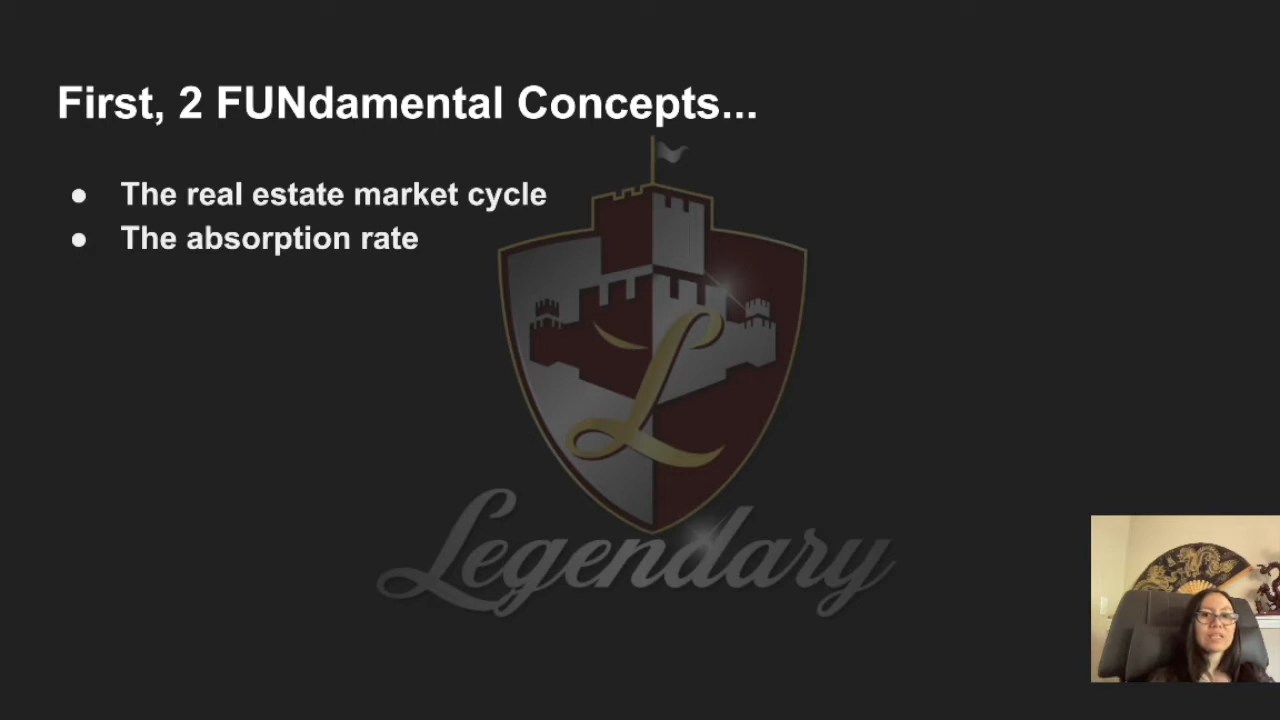 First, 2 FUNdamental Concepts...
● The real estate market cycle
● The absorption rate
L
Legendary